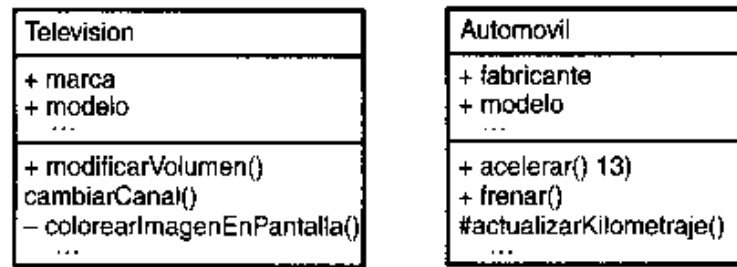 Television
+ marca
+ modelo
...
+ modificarVolumen()
cambiarCanal()
– colorearImagenEnPantalla()
...
Automovil
+ fabricante
+ modelo
...
+ acelerar() 13)
+ frenar()
#actualizarKilometraje()
...